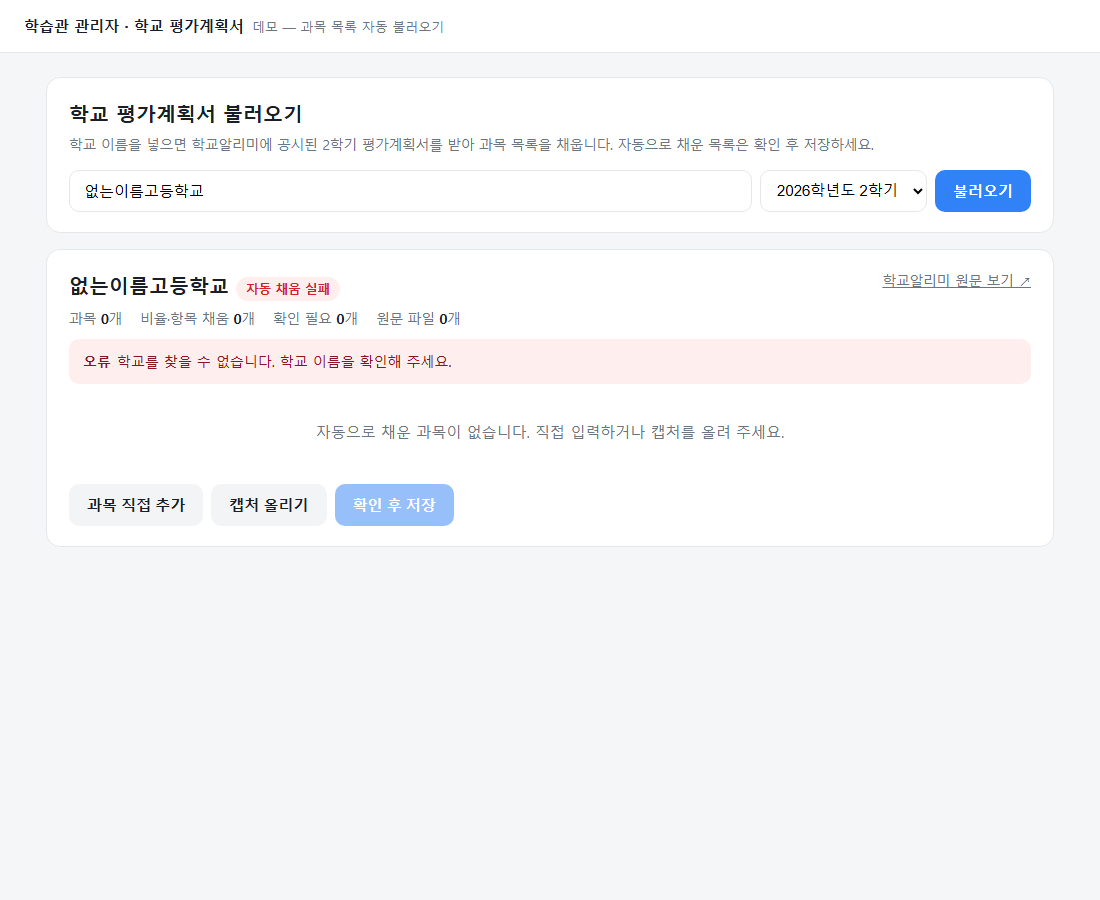 학습관 관리자 · 학교 평가계획서 데모 — 과목 목록 자동 불러오기
학교 평가계획서 불러오기
학교 이름을 넣으면 학교알리미에 공시된 2학기 평가계획서를 받아 과목 목록을 채웁니다. 자동으로 채운 목록은 확인 후 저장하세요.
없는이름고등학교 2026학년도 2학기 불러오기
없는이름고등학교 자동 채움 실패 학교알리미 원문 보기 ↗
과목 0개 비율·항목 채움 0개 확인 필요 0개 원문 파일 0개
오류 학교를 찾을 수 없습니다. 학교 이름을 확인해 주세요.
자동으로 채운 과목이 없습니다. 직접 입력하거나 캡처를 올려 주세요.
과목 직접 추가 캡처 올리기 확인 후 저장